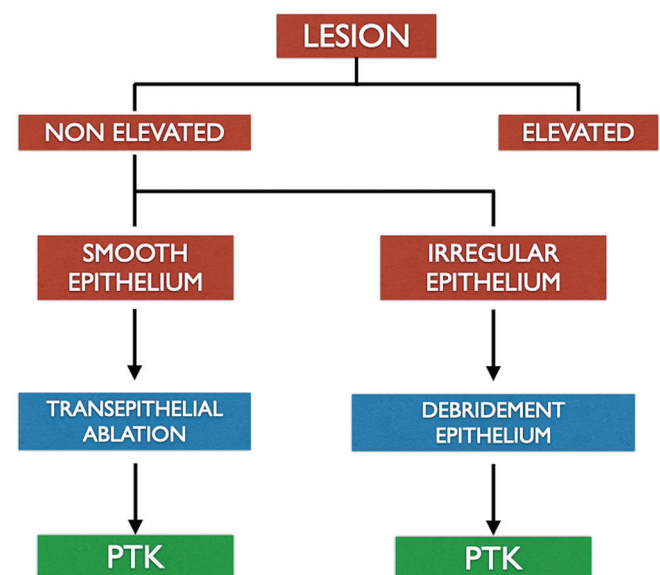 LESION
NON ELEVATED
ELEVATED
SMOOTH
EPITHELIUM
IRREGULAR
EPITHELIUM
TRANSEPITHELIAL
ABLATION
DEBRIDEMENT
EPITHELIUM
PTK
PTK